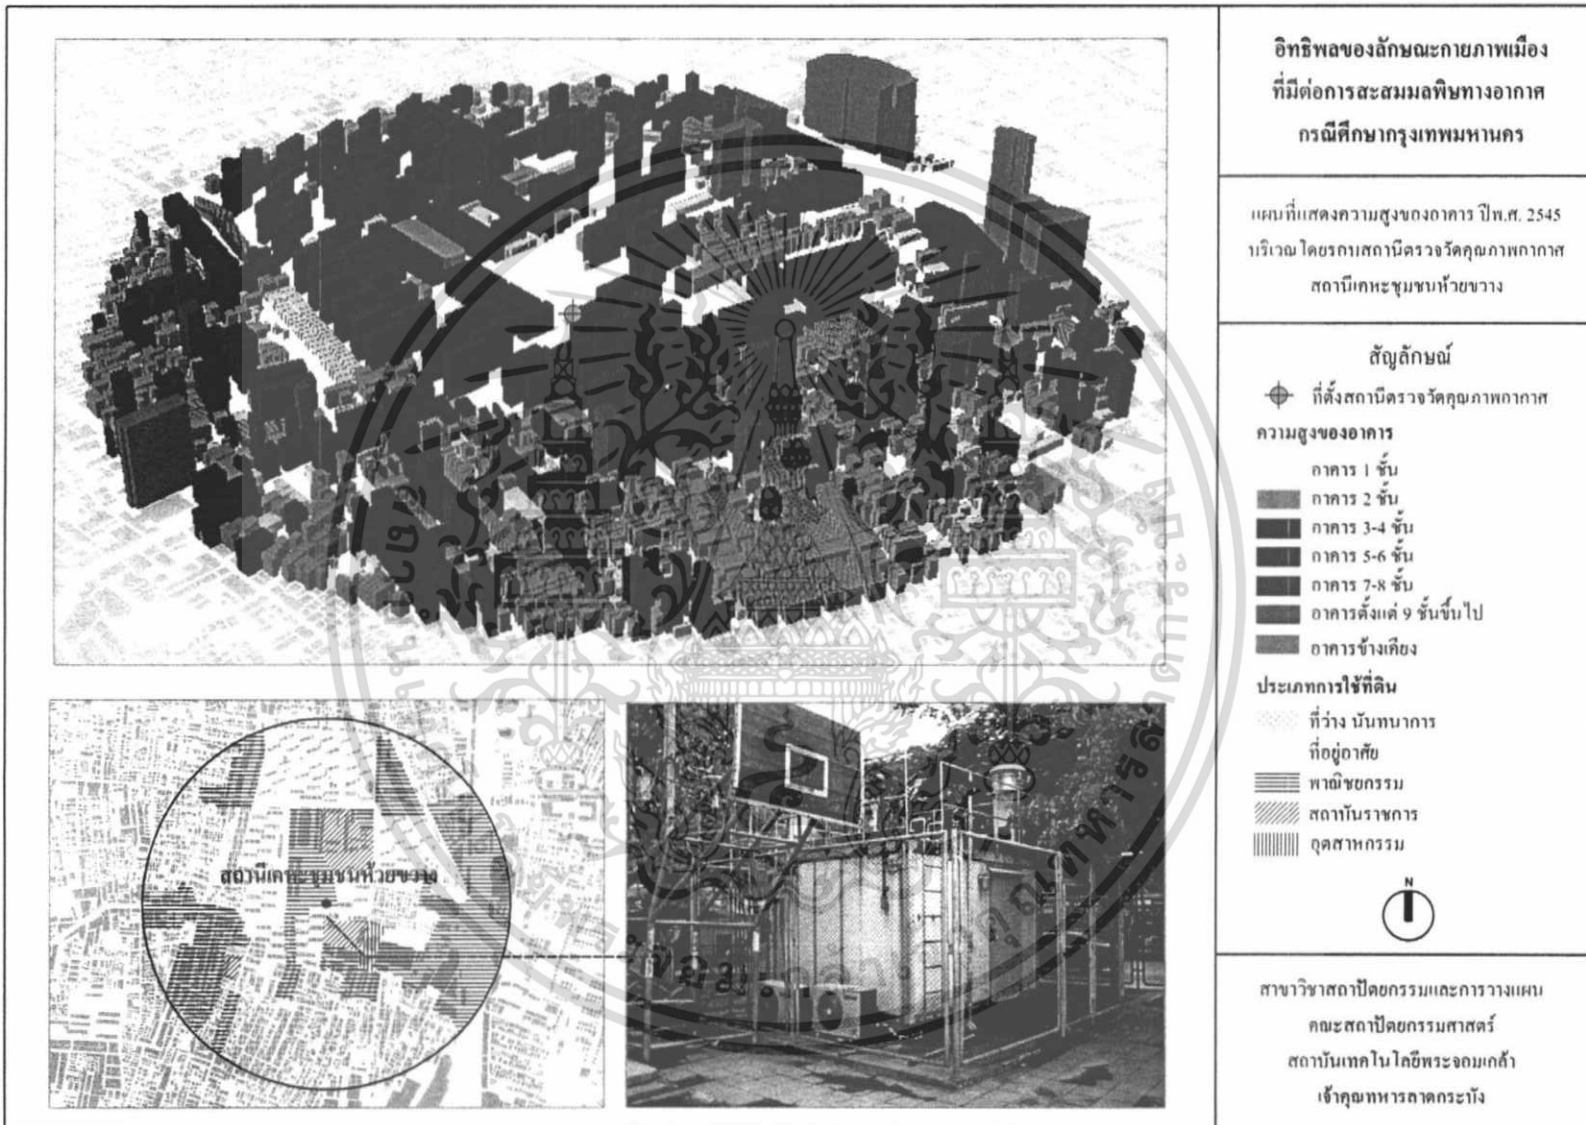 อิทธิพลของลักษณะกายภาพเมือง
ที่มีต่อการสะสมมลพิษทางอากาศ
กรณีศึกษากรุงเทพมหานคร
แผนที่แสดงความสูงของอาคาร ปีพ.ศ. 2545
บริเวณโดยรอบสถานีตรวจวัดคุณภาพอากาศ
สถานีเคหะชุมชนห้วยขวาง
สัญลักษณ์
ที่ตั้งสถานีตรวจวัดคุณภาพอากาศ
ความสูงของอาคาร
อาคาร 1 ชั้น
อาคาร 2 ชั้น
อาคาร 3-4 ชั้น
อาคาร 5-6 ชั้น
อาคาร 7-8 ชั้น
อาคารตั้งแต่ 9 ชั้นขึ้นไป
อาคารข้างเคียง
ประเภทการใช้ที่ดิน
ที่ว่าง นันทนาการ
ที่อยู่อาศัย
พาณิชยกรรม
สถาบันราชการ
อุตสาหกรรม
N
สถานีเคหะชุมชนห้วยขวาง
สาขาวิชาสถาปัตยกรรมและการวางแผน
คณะสถาปัตยกรรมศาสตร์
สถาบันเทคโนโลยีพระจอมเกล้า
เจ้าคุณทหารลาดกระบัง